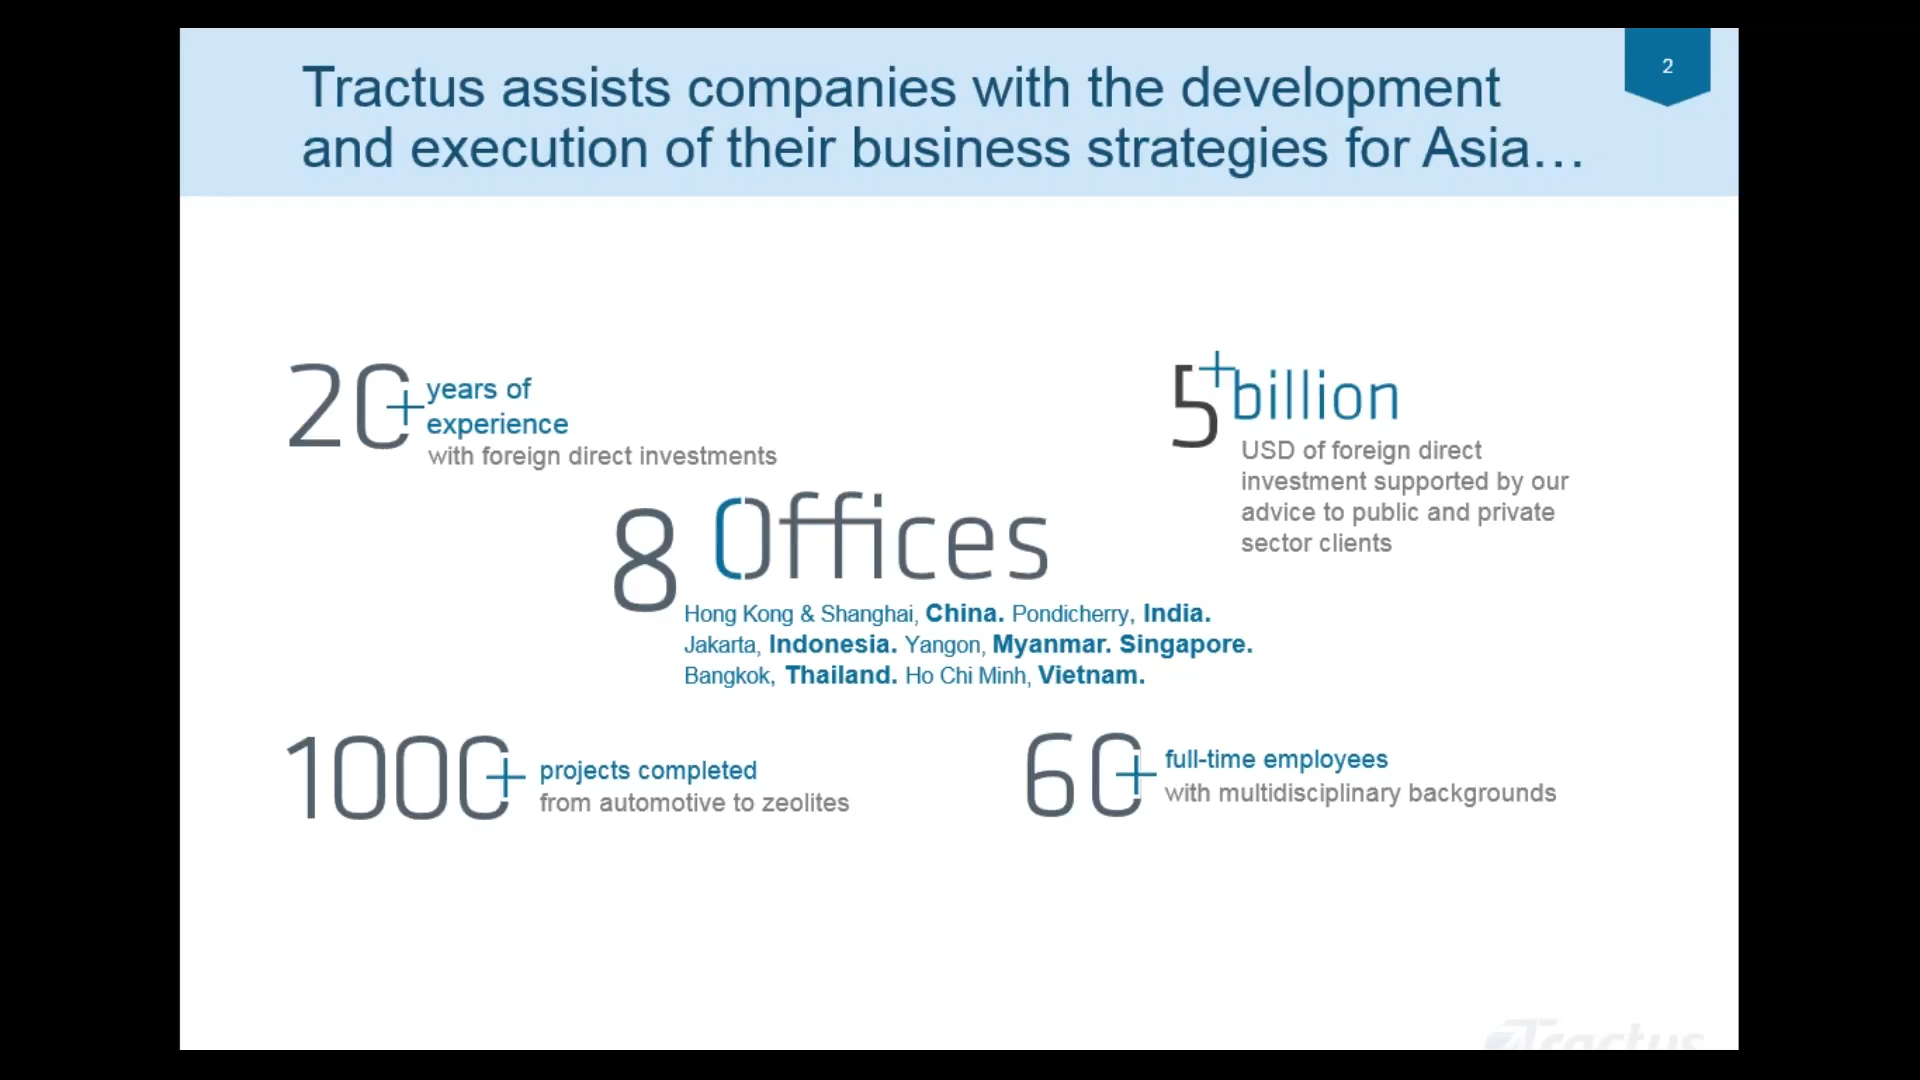 2
Tractus assists companies with the development
and execution of their business strategies for Asia…
20+ years of
experience
with foreign direct investments
5+ billion
USD of foreign direct
investment supported by our
advice to public and private
sector clients
8 Offices
Hong Kong & Shanghai, China. Pondicherry, India.
Jakarta, Indonesia. Yangon, Myanmar. Singapore.
Bangkok, Thailand. Ho Chi Minh, Vietnam.
1000+ projects completed
from automotive to zeolites
60+ full-time employees
with multidisciplinary backgrounds
Tractus